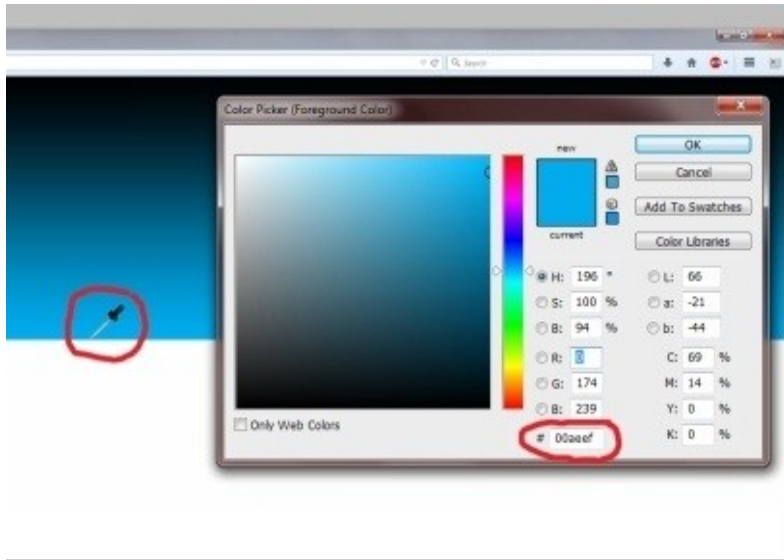 Search
Color Picker (Foreground Color)
new
OK
Cancel
Add To Swatches
current
Color Libraries
H: 196 °
L: 66
S: 100 %
a: -21
B: 94 %
b: -44
R: 0
C: 69 %
G: 174
M: 14 %
B: 239
Y: 0 %
Only Web Colors
# 00aeef
K: 0 %